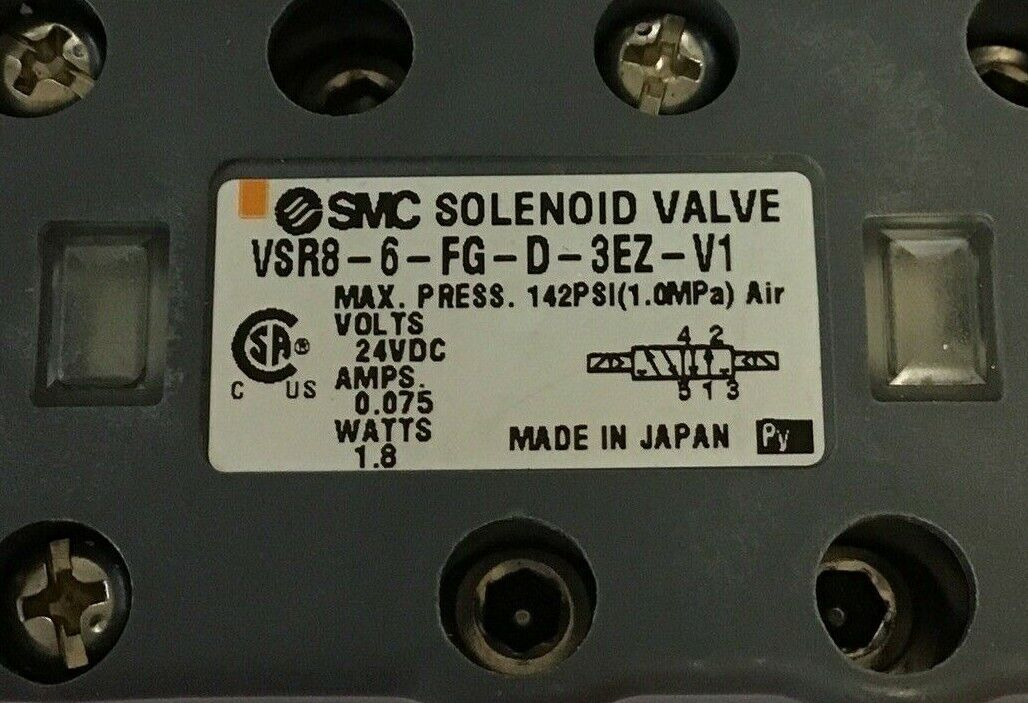 SMC SOLENOID VALVE
VSR8-6-FG-D-3EZ-V1
MAX. PRESS. 142PSI(1.0MPa) Air
VOLTS
24VDC
AMPS.
0.075
WATTS
1.8
CSA®
C US
4 2
5 1 3
MADE IN JAPAN Py